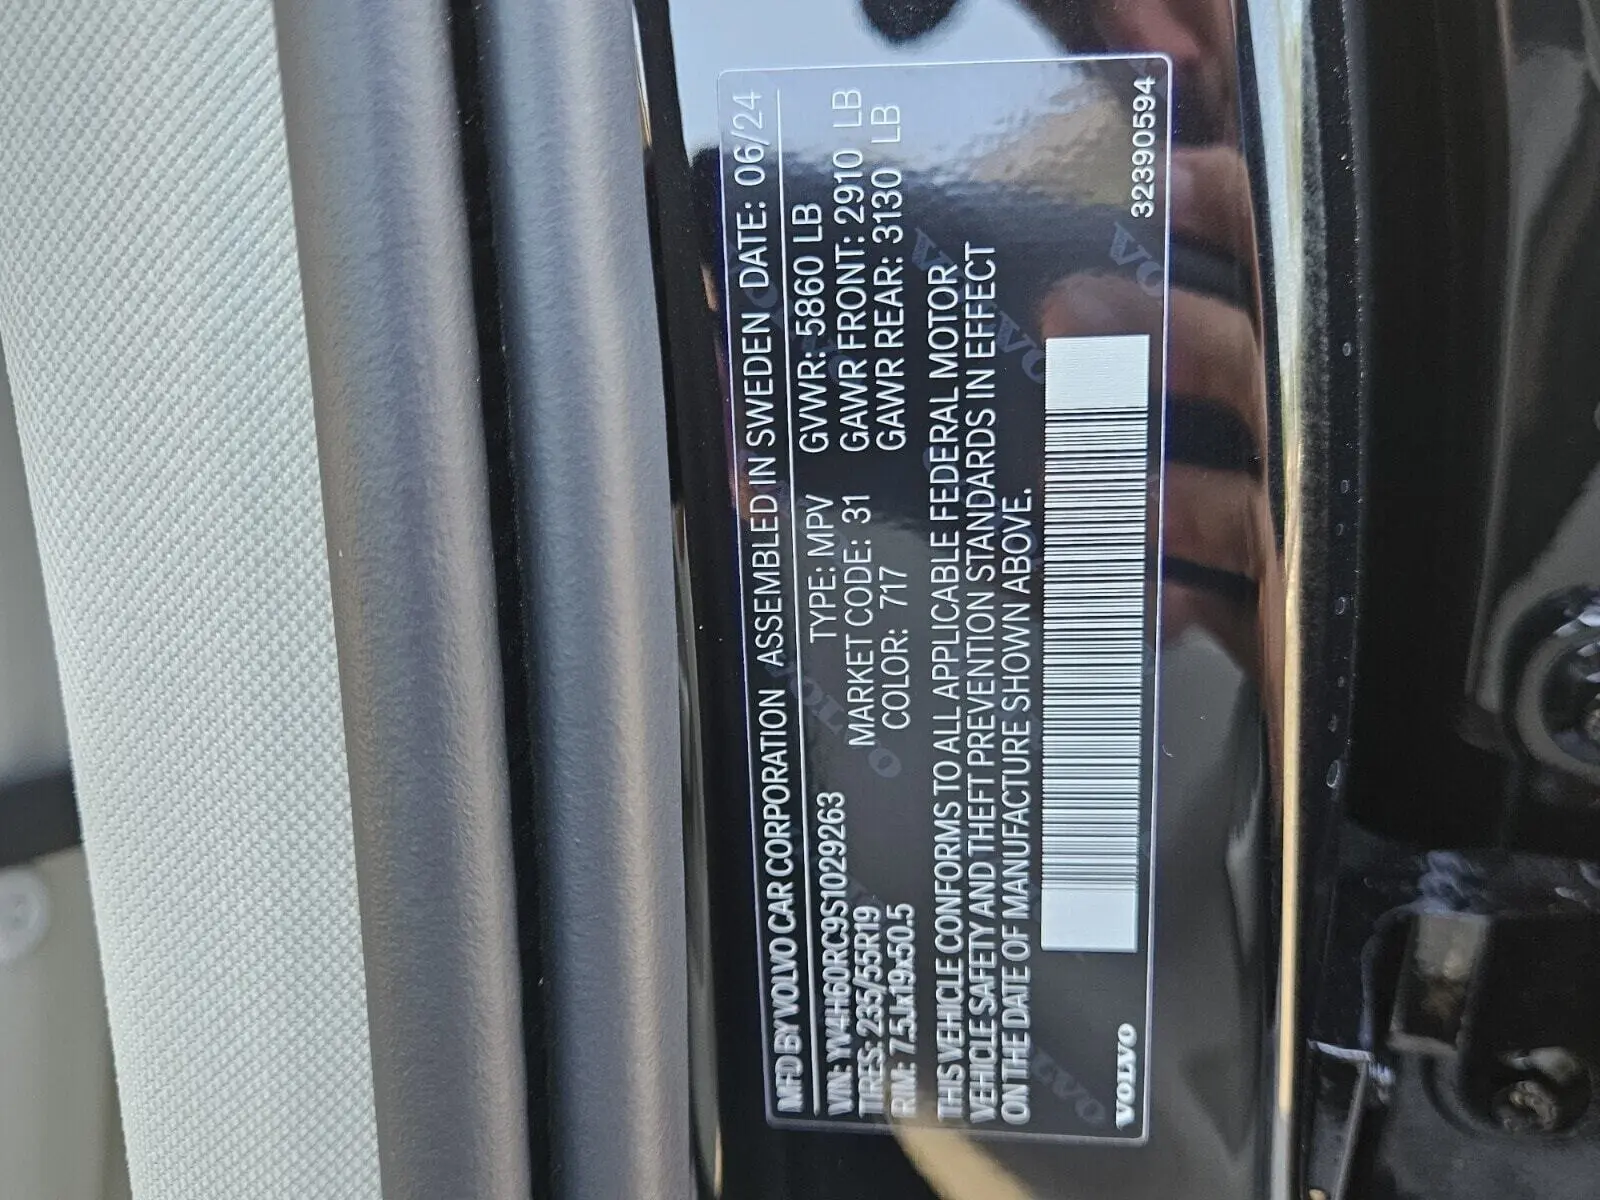 MFD BY VOLVO CAR CORPORATION ASSEMBLED IN SWEDEN DATE: 06/24
VIN: YV4H60RC9S1029263 TYPE: MPV GVWR: 5860 LB
TIRES: 235/55R19 MARKET CODE: 31 GAWR FRONT: 2910 LB
RIM: 7.5Jx19x50.5 COLOR: 717 GAWR REAR: 3130 LB
THIS VEHICLE CONFORMS TO ALL APPLICABLE FEDERAL MOTOR
VEHICLE SAFETY AND THEFT PREVENTION STANDARDS IN EFFECT
ON THE DATE OF MANUFACTURE SHOWN ABOVE.
VOLVO 32390594